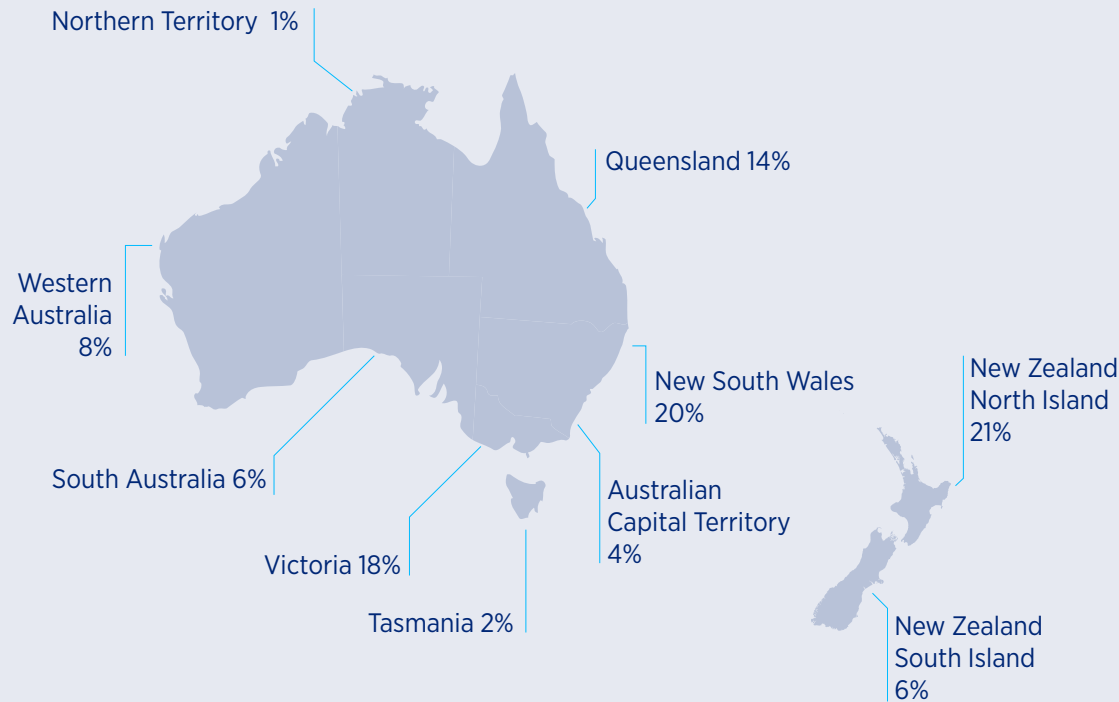 Northern Territory 1%
Queensland 14%
Western
Australia
8%
New South Wales
20%
New Zealand
North Island
21%
South Australia 6%
Australian
Capital Territory
4%
Victoria 18%
Tasmania 2%
New Zealand
South Island
6%